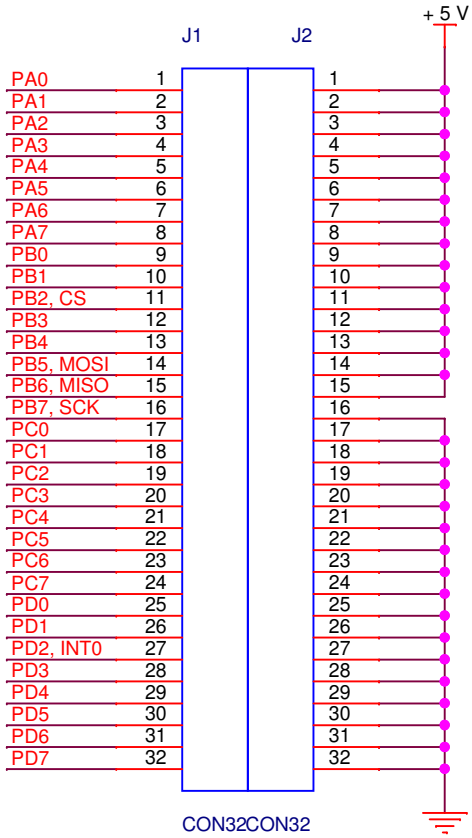 + 5 V
J1 J2
PA0 1 1
PA1 2 2
PA2 3 3
PA3 4 4
PA4 5 5
PA5 6 6
PA6 7 7
PA7 8 8
PB0 9 9
PB1 10 10
PB2, CS 11 11
PB3 12 12
PB4 13 13
PB5, MOSI 14 14
PB6, MISO 15 15
PB7, SCK 16 16
PC0 17 17
PC1 18 18
PC2 19 19
PC3 20 20
PC4 21 21
PC5 22 22
PC6 23 23
PC7 24 24
PD0 25 25
PD1 26 26
PD2, INT0 27 27
PD3 28 28
PD4 29 29
PD5 30 30
PD6 31 31
PD7 32 32
CON32CON32